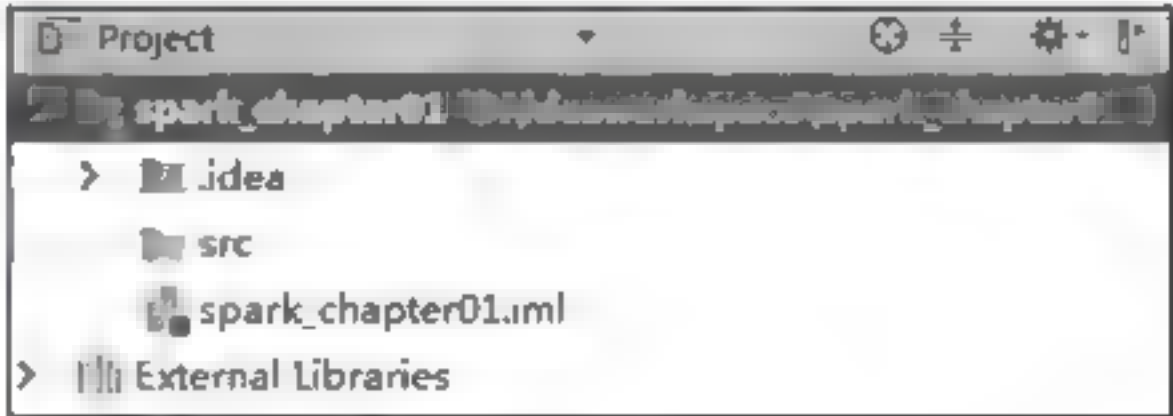 Project
spark_chapter01
.idea
src
spark_chapter01.iml
External Libraries